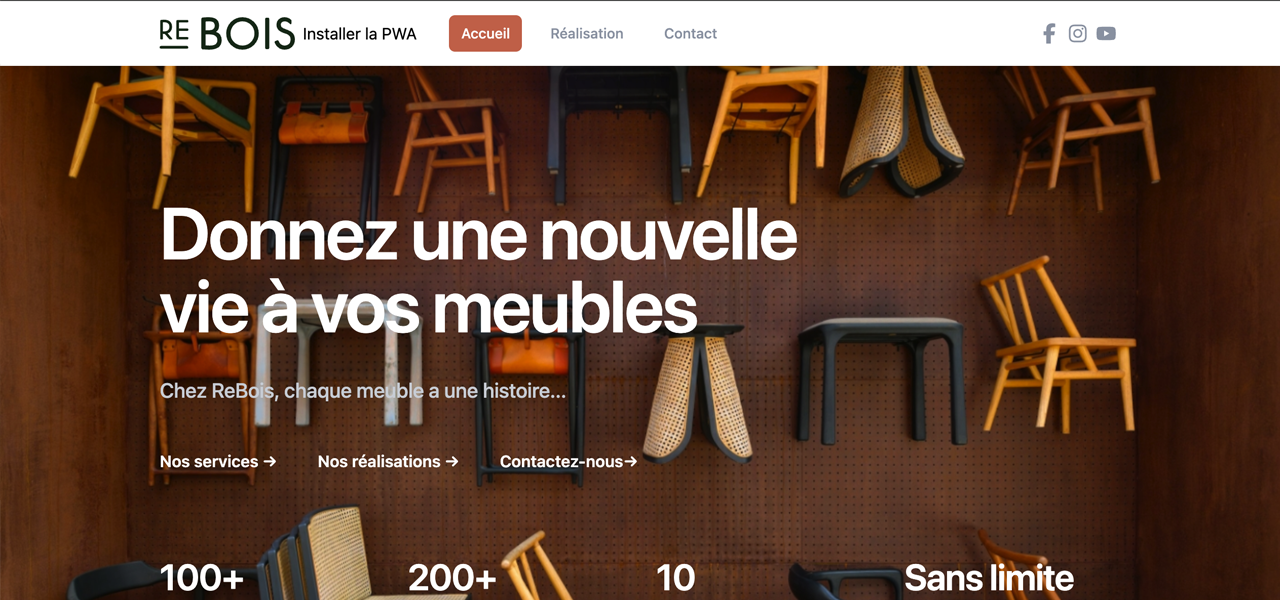 RE BOIS Installer la PWA Accueil Réalisation Contact
Donnez une nouvelle
vie à vos meubles
Chez ReBois, chaque meuble a une histoire...
Nos services → Nos réalisations → Contactez-nous→
100+ 200+ 10 Sans limite